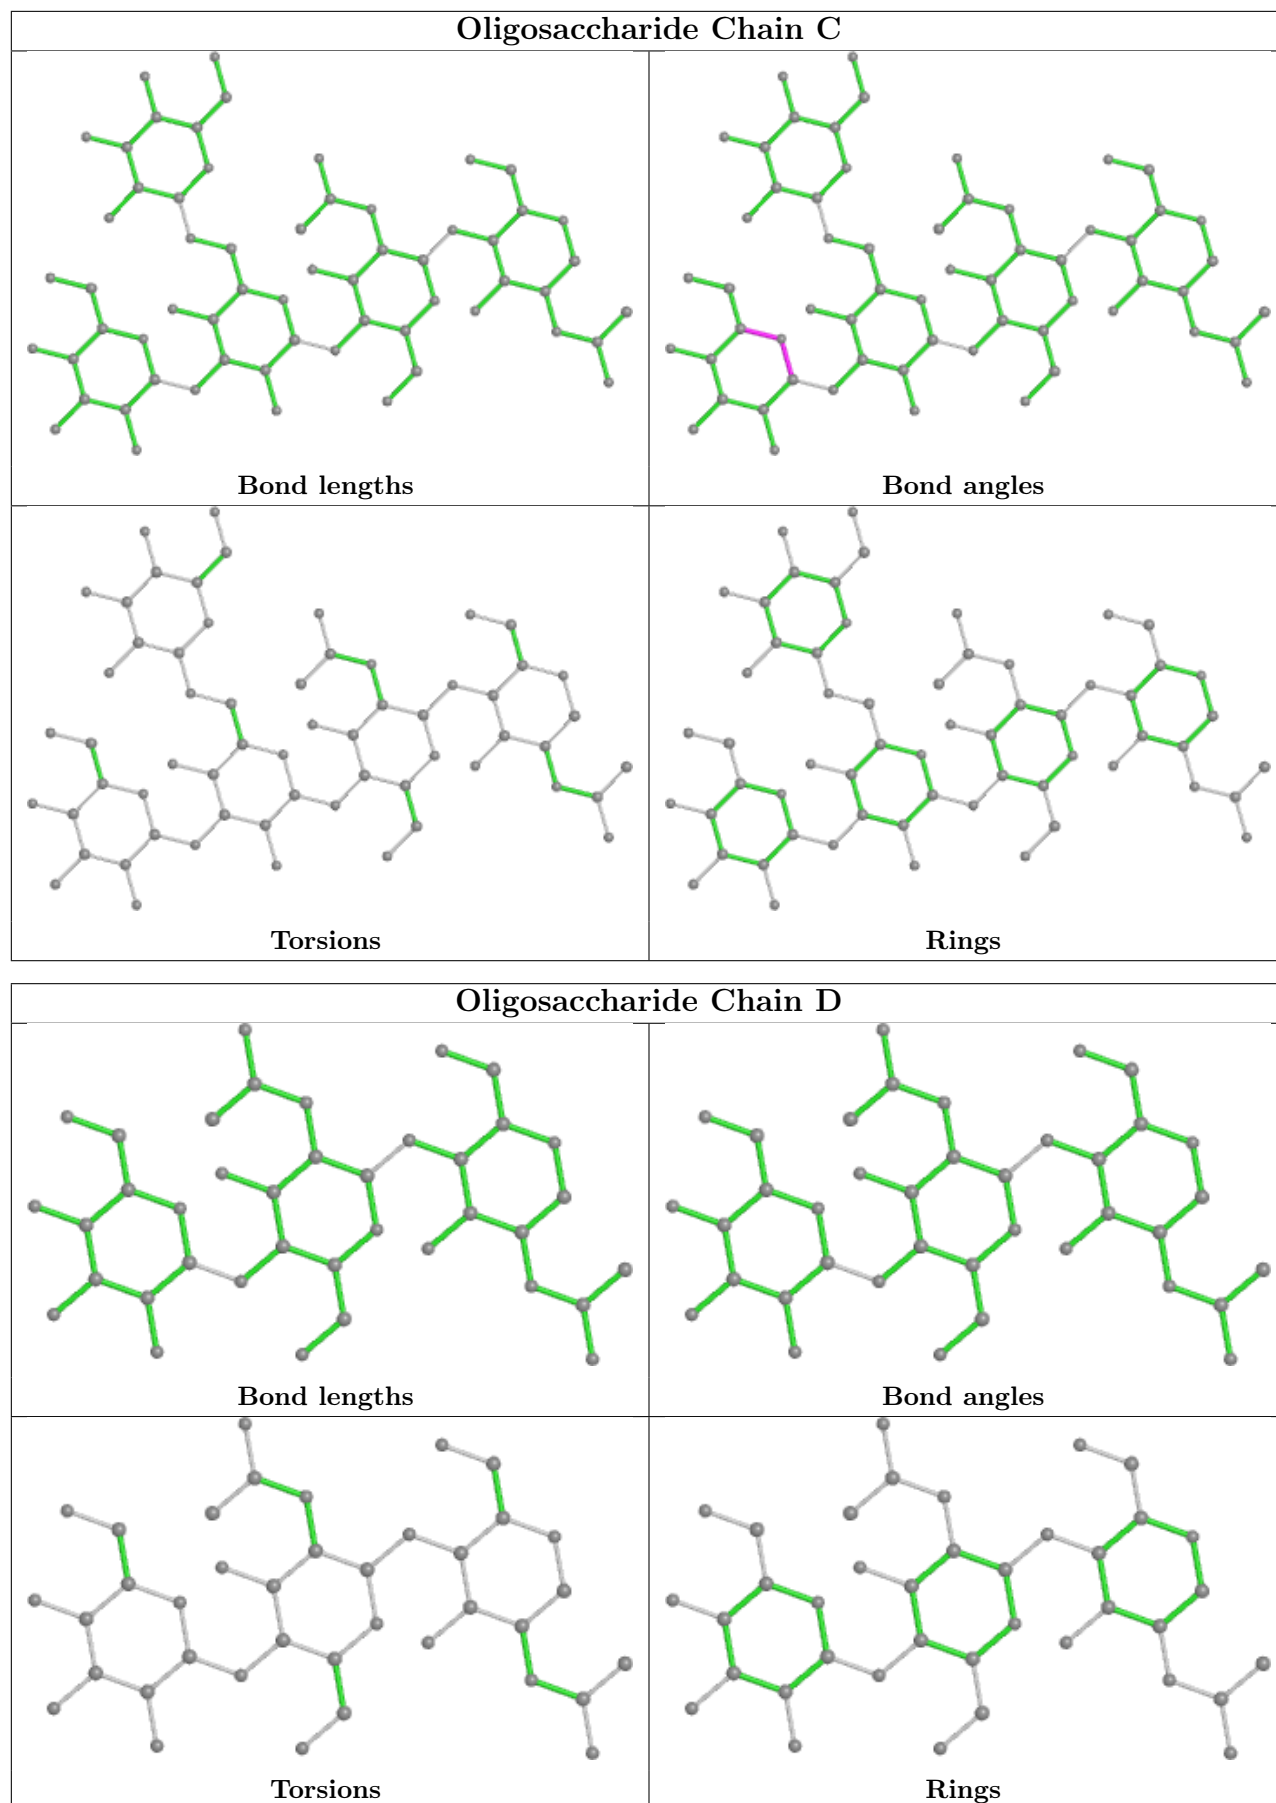 Oligosaccharide Chain C
Bond lengths
Bond angles
Torsions
Rings
Oligosaccharide Chain D
Bond lengths
Bond angles
Torsions
Rings